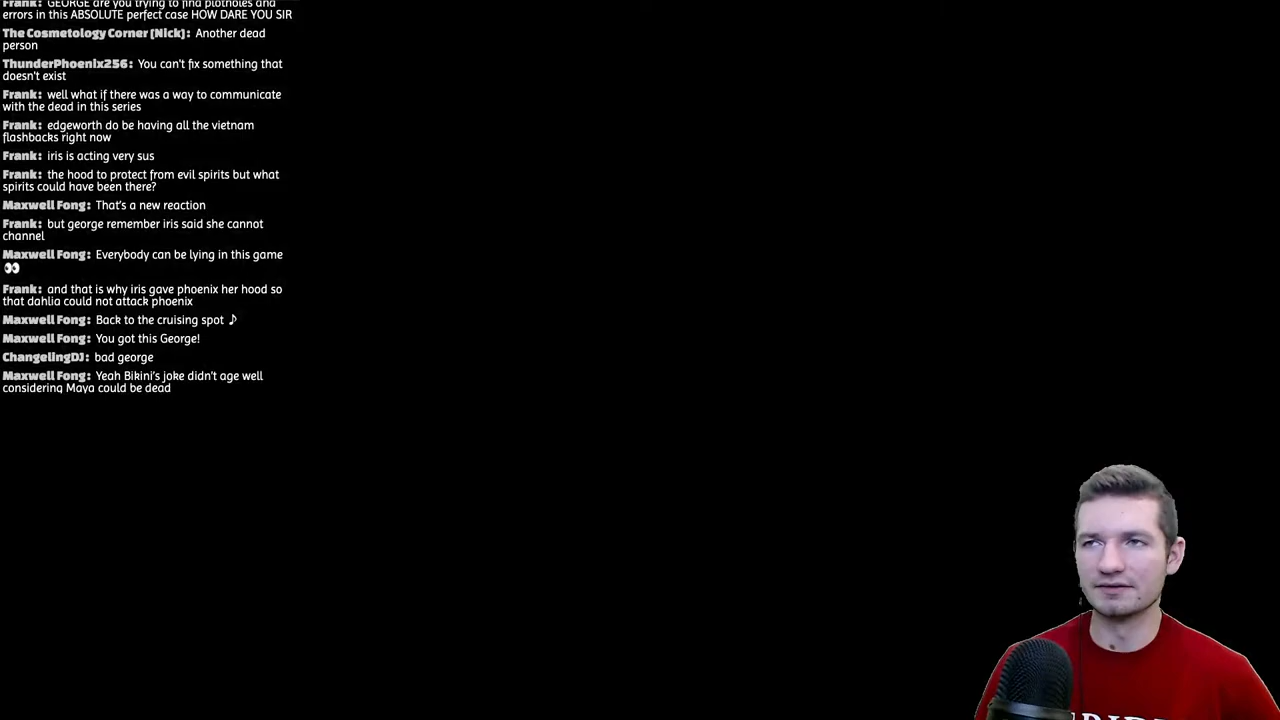 Frank: GEORGE are you trying to find plotholes and
errors in this ABSOLUTE perfect case HOW DARE YOU SIR
The Cosmetology Corner (Nick): Another dead
person
ThunderPhoenix256: You can't fix something that
doesn't exist
Frank: well what if there was a way to communicate
with the dead in this series
Frank: edgeworth do be having all the vietnam
flashbacks right now
Frank: iris is acting very sus
Frank: the hood to protect from evil spirits but what
spirits could have been there?
Maxwell Fong: That's a new reaction
Frank: but george remember iris said she cannot
channel
Maxwell Fong: Everybody can be lying in this game
👀
Frank: and that is why iris gave phoenix her hood so
that dahlia could not attack phoenix
Maxwell Fong: Back to the cruising spot ♪
Maxwell Fong: You got this George!
ChangelingDJ: bad george
Maxwell Fong: Yeah Bikini's joke didn't age well
considering Maya could be dead